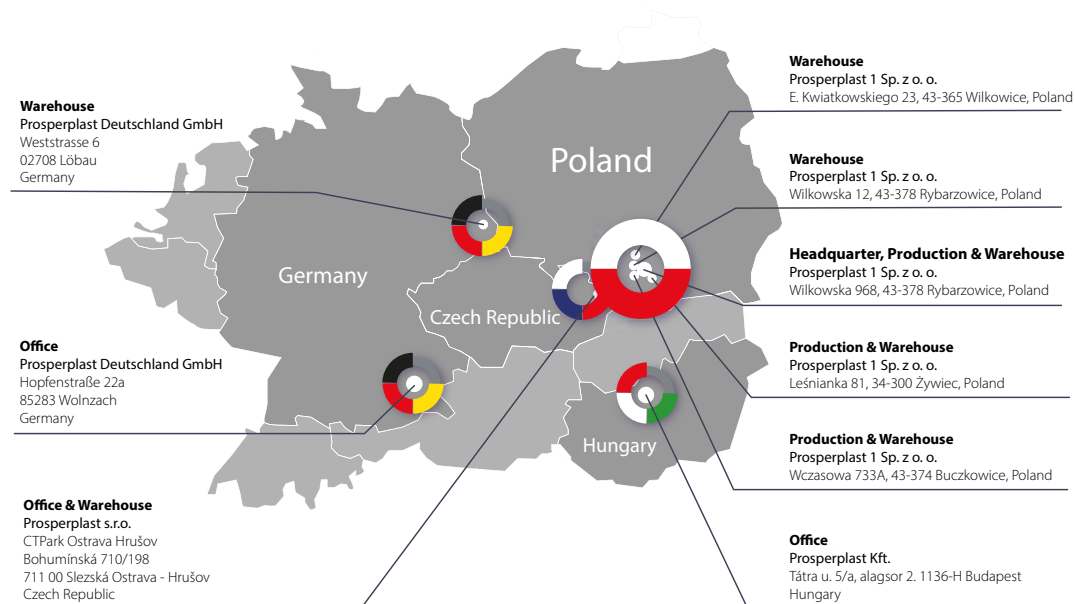 Warehouse
Prosperplast Deutschland GmbH
Weststrasse 6
02708 Löbau
Germany
Office
Prosperplast Deutschland GmbH
Hopfenstraße 22a
85283 Wolnzach
Germany
Office & Warehouse
Prosperplast s.r.o.
CTPark Ostrava Hrušov
Bohumínská 710/198
711 00 Slezská Ostrava - Hrušov
Czech Republic
Poland
Germany
Czech Republic
Hungary
Warehouse
Prosperplast 1 Sp. z o. o.
E. Kwiatkowskiego 23, 43-365 Wilkowice, Poland
Warehouse
Prosperplast 1 Sp. z o. o.
Wilkowska 12, 43-378 Rybarzowice, Poland
Headquarter, Production & Warehouse
Prosperplast 1 Sp. z o. o.
Wilkowska 968, 43-378 Rybarzowice, Poland
Production & Warehouse
Prosperplast 1 Sp. z o. o.
Leśnianka 81, 34-300 Żywiec, Poland
Production & Warehouse
Prosperplast 1 Sp. z o. o.
Wczasowa 733A, 43-374 Buczkowice, Poland
Office
Prosperplast Kft.
Tátra u. 5/a, alagsor 2. 1136-H Budapest
Hungary